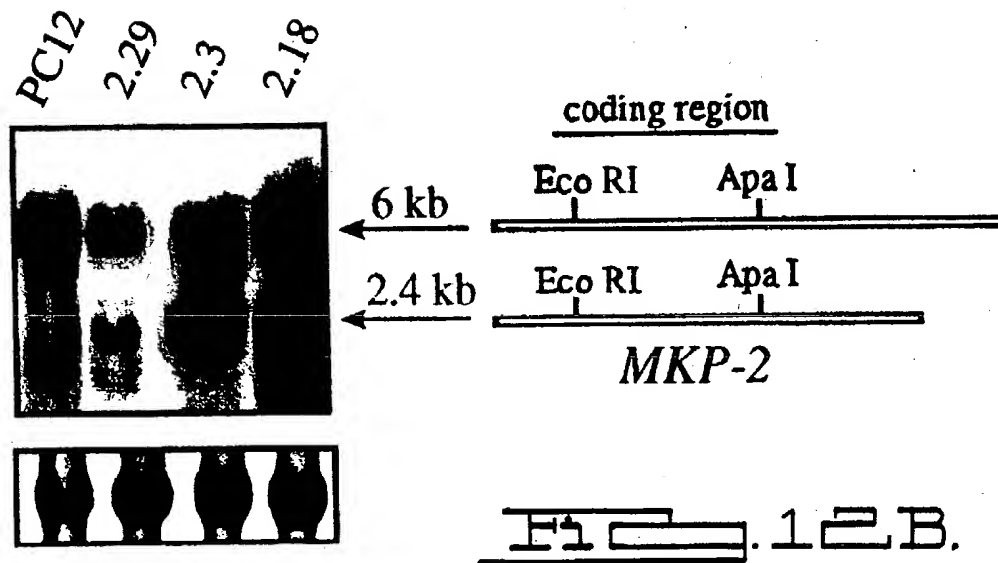 PC12 2.29 2.3 2.18
coding region
Eco RI Apa I
6 kb
Eco RI Apa I
2.4 kb
MKP-2
Fig. 12B.